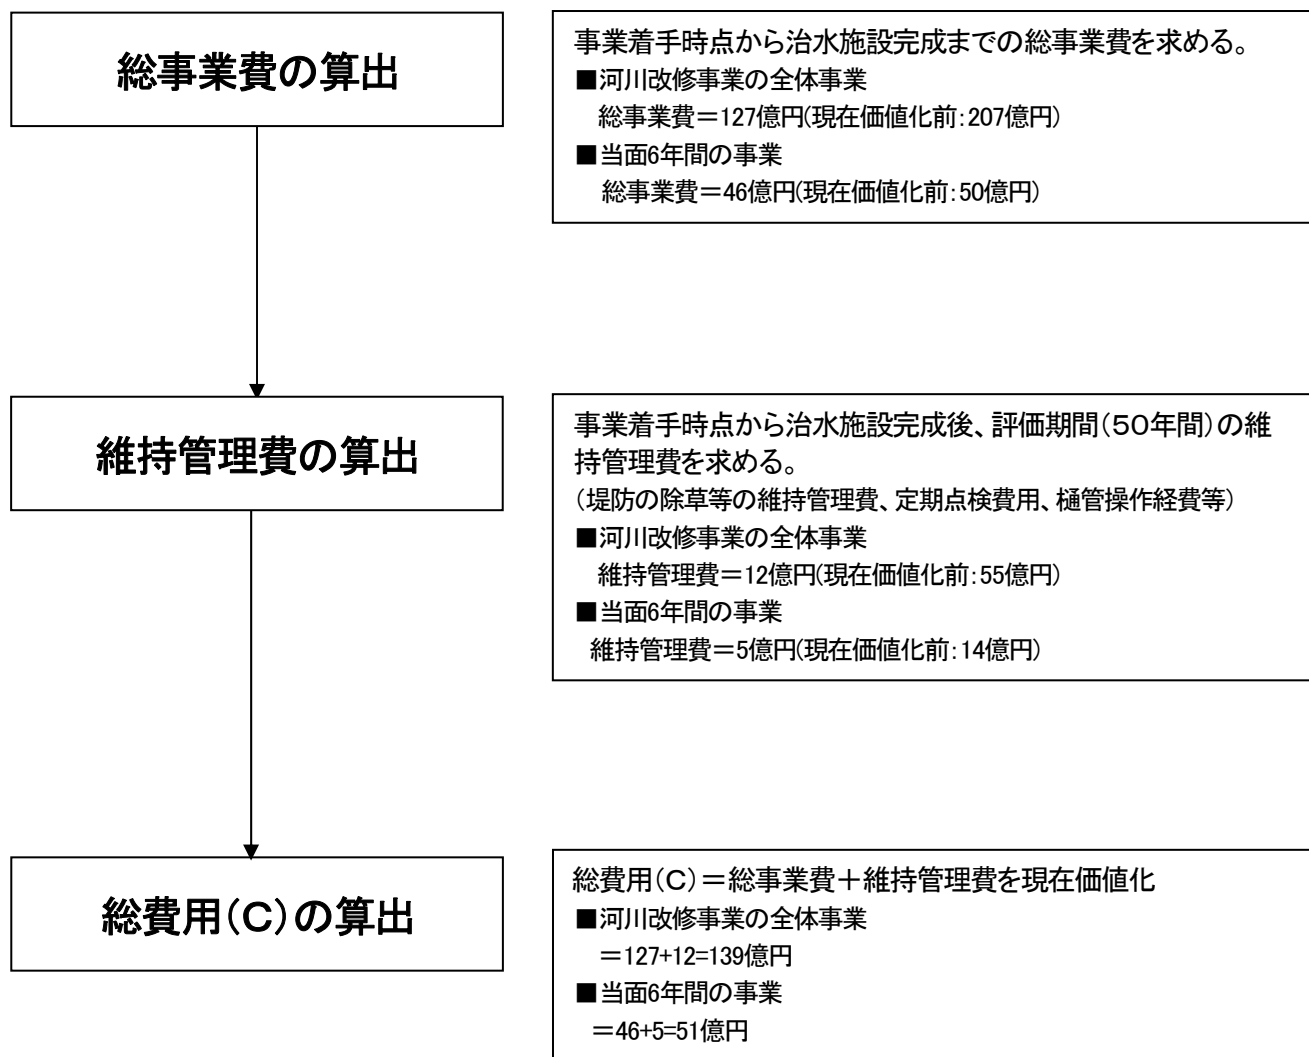 総事業費の算出
事業着手時点から治水施設完成までの総事業費を求める。
■河川改修事業の全体事業
総事業費＝127億円(現在価値化前:207億円)
■当面6年間の事業
総事業費＝46億円(現在価値化前:50億円)
維持管理費の算出
事業着手時点から治水施設完成後、評価期間(50年間)の維
持管理費を求める。
(堤防の除草等の維持管理費、定期点検費用、樋管操作経費等)
■河川改修事業の全体事業
維持管理費＝12億円(現在価値化前:55億円)
■当面6年間の事業
維持管理費＝5億円(現在価値化前:14億円)
総費用(C)の算出
総費用(C)＝総事業費＋維持管理費を現在価値化
■河川改修事業の全体事業
＝127+12=139億円
■当面6年間の事業
＝46+5=51億円